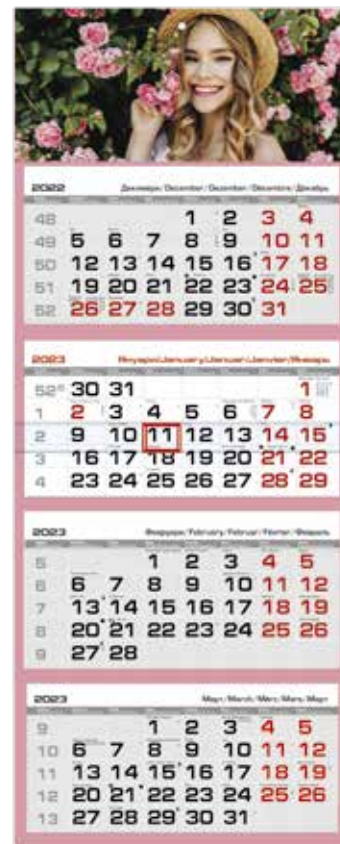 2022 Декември / December / Dezember / Décembre / Декабрь
48 1 2 3 4
49 5 6 7 8 9 10 11
50 12 13 14 15 16 17 18
51 19 20 21 22 23 24 25
52 26 27 28 29 30 31
2023 Януари / January / Januar / Janvier / Январь
52 30 31 1
1 2 3 4 5 6 7 8
2 9 10 11 12 13 14 15
3 16 17 18 19 20 21 22
4 23 24 25 26 27 28 29
2023 Февруари / February / Februar / Février / Февраль
5 1 2 3 4 5
6 6 7 8 9 10 11 12
7 13 14 15 16 17 18 19
8 20 21 22 23 24 25 26
9 27 28
2023 Март / March / März / Mars / Март
9 1 2 3 4 5
10 6 7 8 9 10 11 12
11 13 14 15 16 17 18 19
12 20 21 22 23 24 25 26
13 27 28 29 30 31